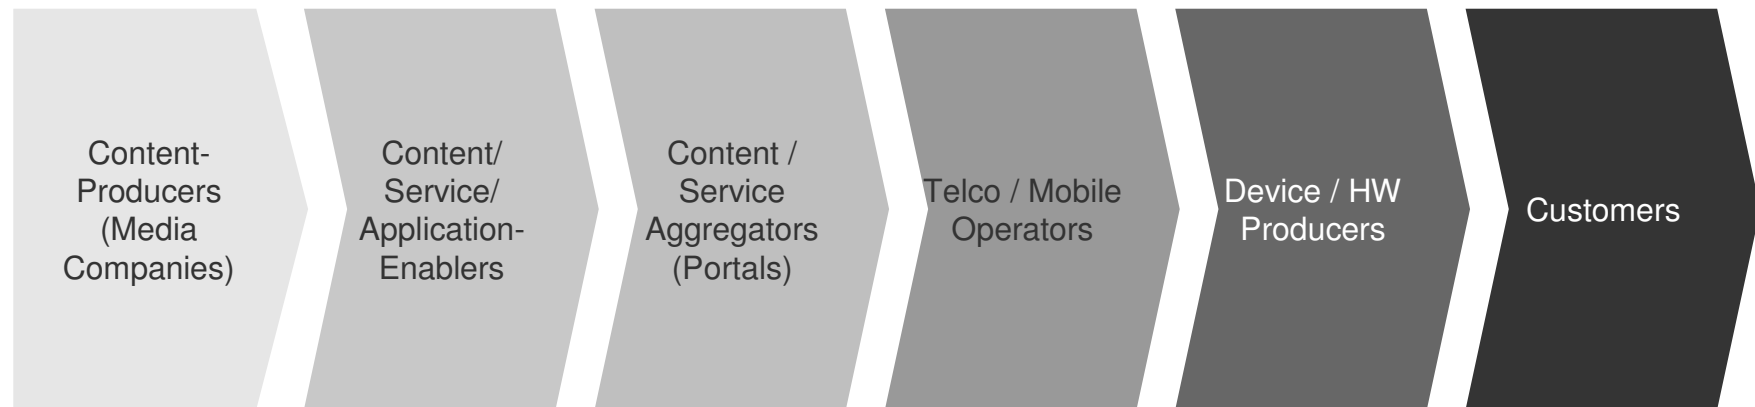 Content-
Producers
(Media
Companies)
Content/
Service/
Application-
Enablers
Content /
Service
Aggregators
(Portals)
Telco / Mobile
Operators
Device / HW
Producers
Customers